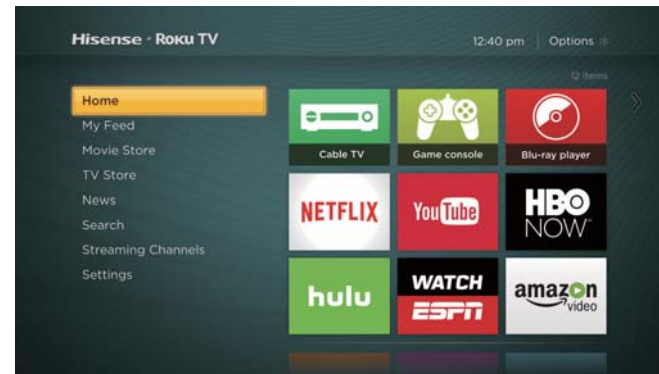 Hisense · Roku TV
12:40 pm | Options ✳
12 Items
Home
My Feed
Movie Store
TV Store
News
Search
Streaming Channels
Settings
Cable TV
Game console
Blu-ray player
NETFLIX
YouTube
HBO
NOW
hulu
WATCH
ESPN
amazon
video